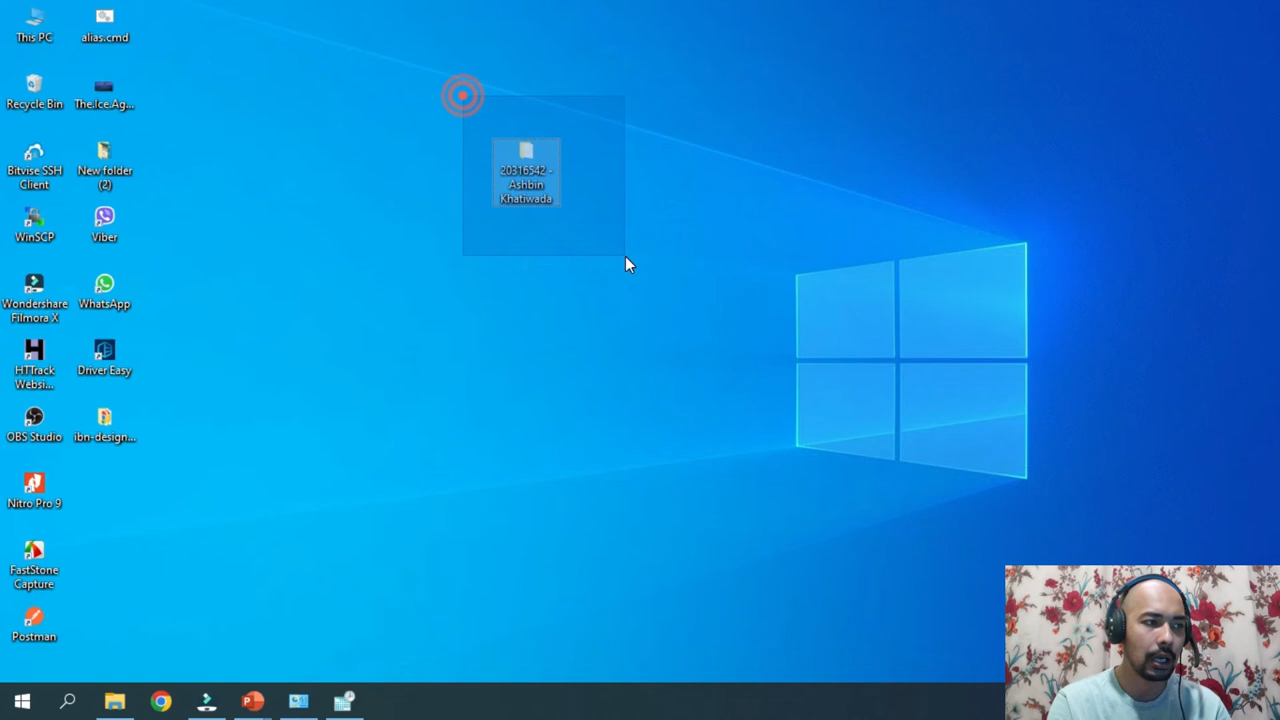 This PC
alias.cmd
Recycle Bin
The.Ice.Ag...
Bitvise SSH
Client
New folder
(2)
20316542 -
Ashbin
Khatiwada
WinSCP
Viber
Wondershare
Filmora X
WhatsApp
HTTrack
Websi...
Driver Easy
OBS Studio
ibn-design...
Nitro Pro 9
FastStone
Capture
Postman